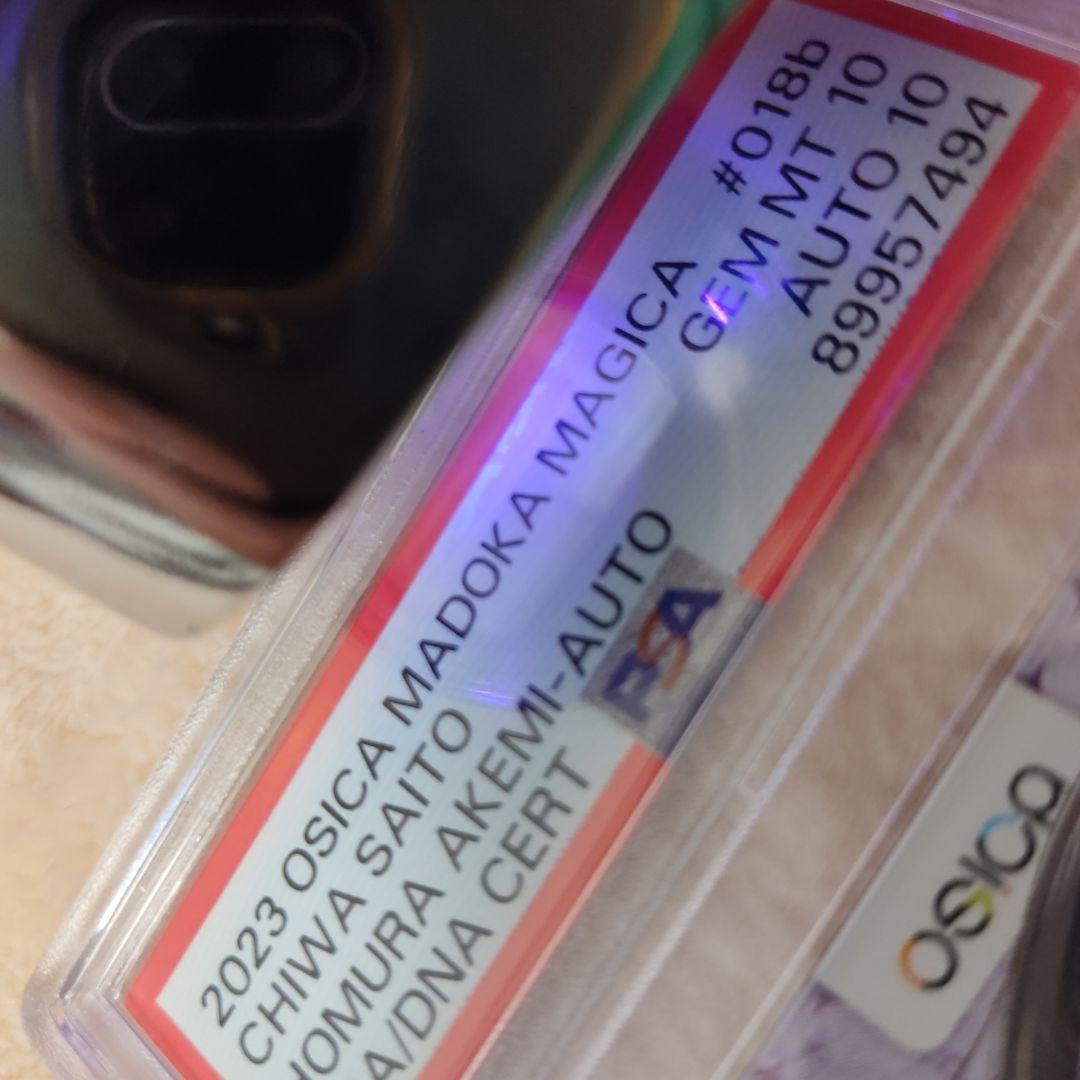 2023 OSICA MADOKA MAGICA #018b
CHIWA SAITO GEM MT 10
HOMURA AKEMI-AUTO AUTO 10
A/DNA CERT 89957494
PSA
OSICA